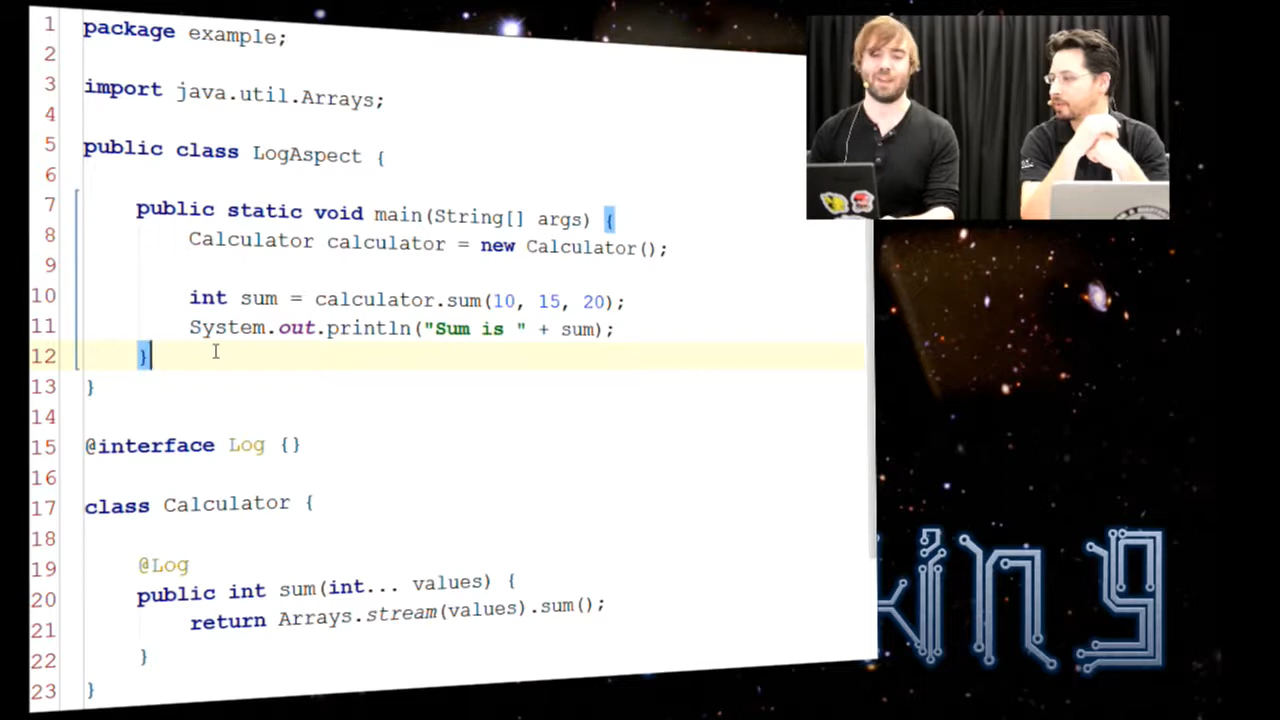 1 package example;
2
3 import java.util.Arrays;
4
5 public class LogAspect {
6
7 public static void main(String[] args) {
8 Calculator calculator = new Calculator();
9
10 int sum = calculator.sum(10, 15, 20);
11 System.out.println("Sum is " + sum);
12 }
13 }
14
15 @interface Log {}
16
17 class Calculator {
18
19 @Log
20 public int sum(int... values) {
21 return Arrays.stream(values).sum();
22 }
23 }